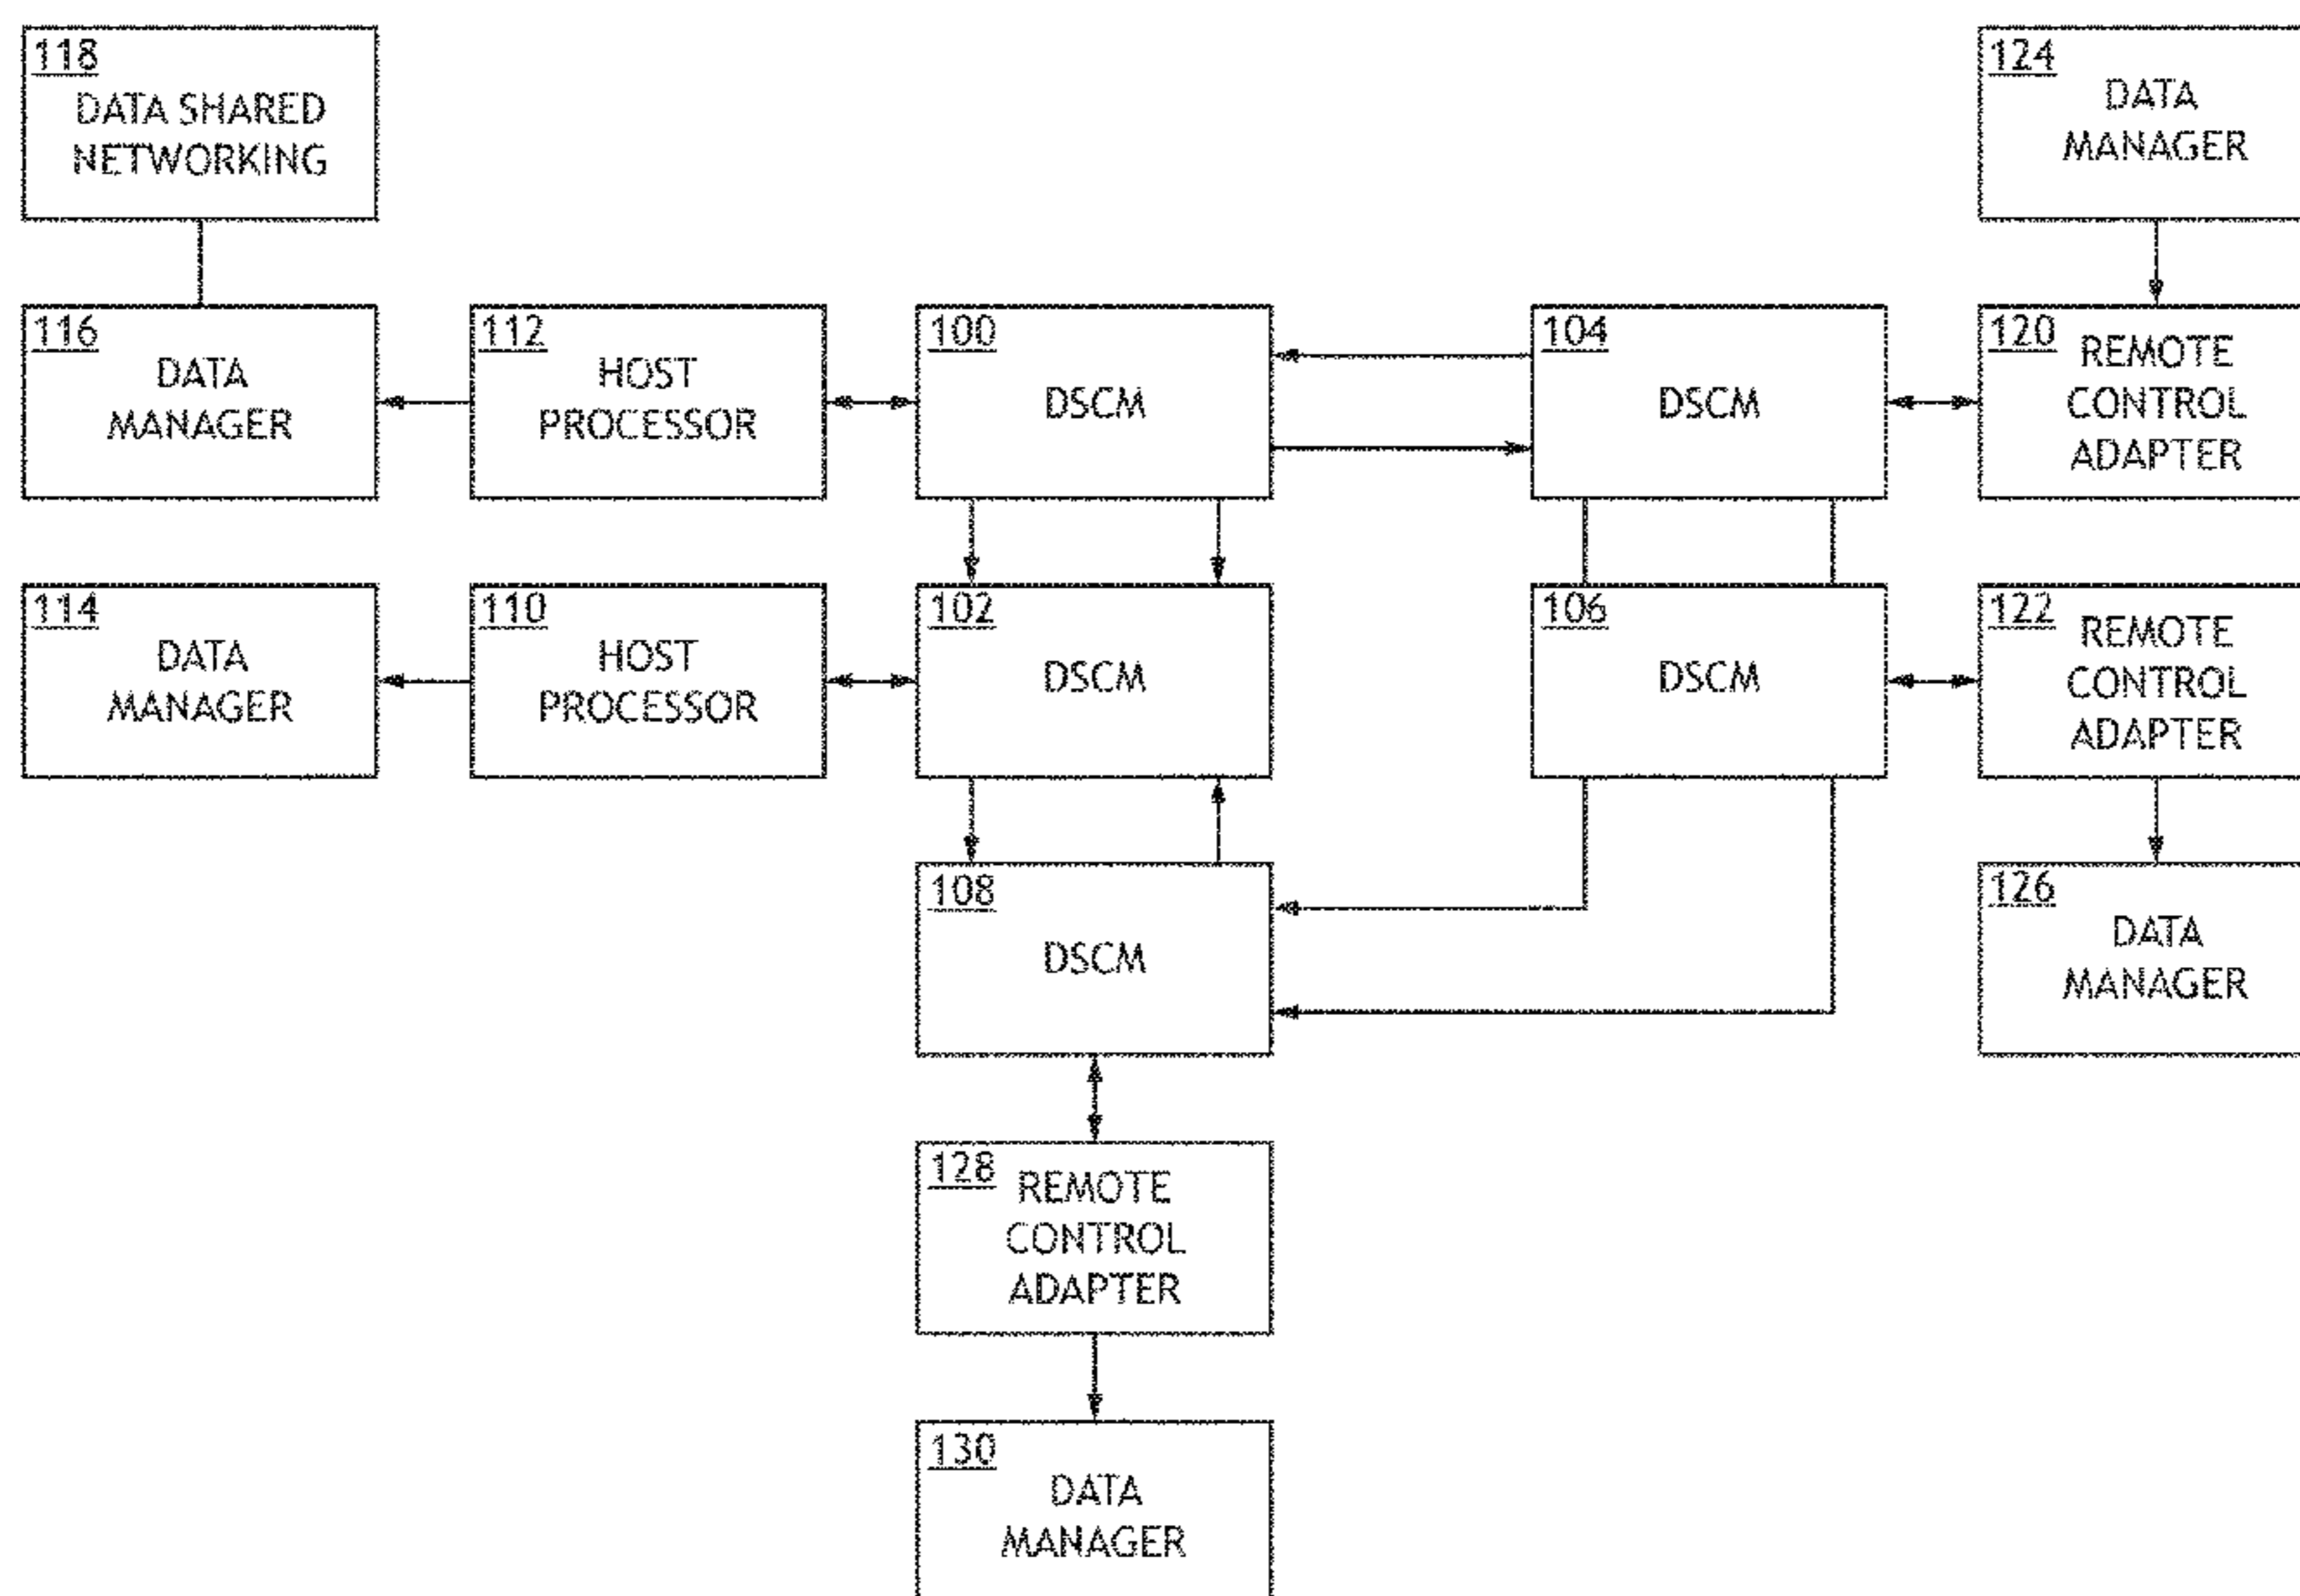 118
DATA SHARED
NETWORKING
124
DATA
MANAGER
116
DATA
MANAGER
112
HOST
PROCESSOR
100
DSCM
104
DSCM
120
REMOTE
CONTROL
ADAPTER
114
DATA
MANAGER
110
HOST
PROCESSOR
102
DSCM
106
DSCM
122
REMOTE
CONTROL
ADAPTER
108
DSCM
126
DATA
MANAGER
128
REMOTE
CONTROL
ADAPTER
130
DATA
MANAGER